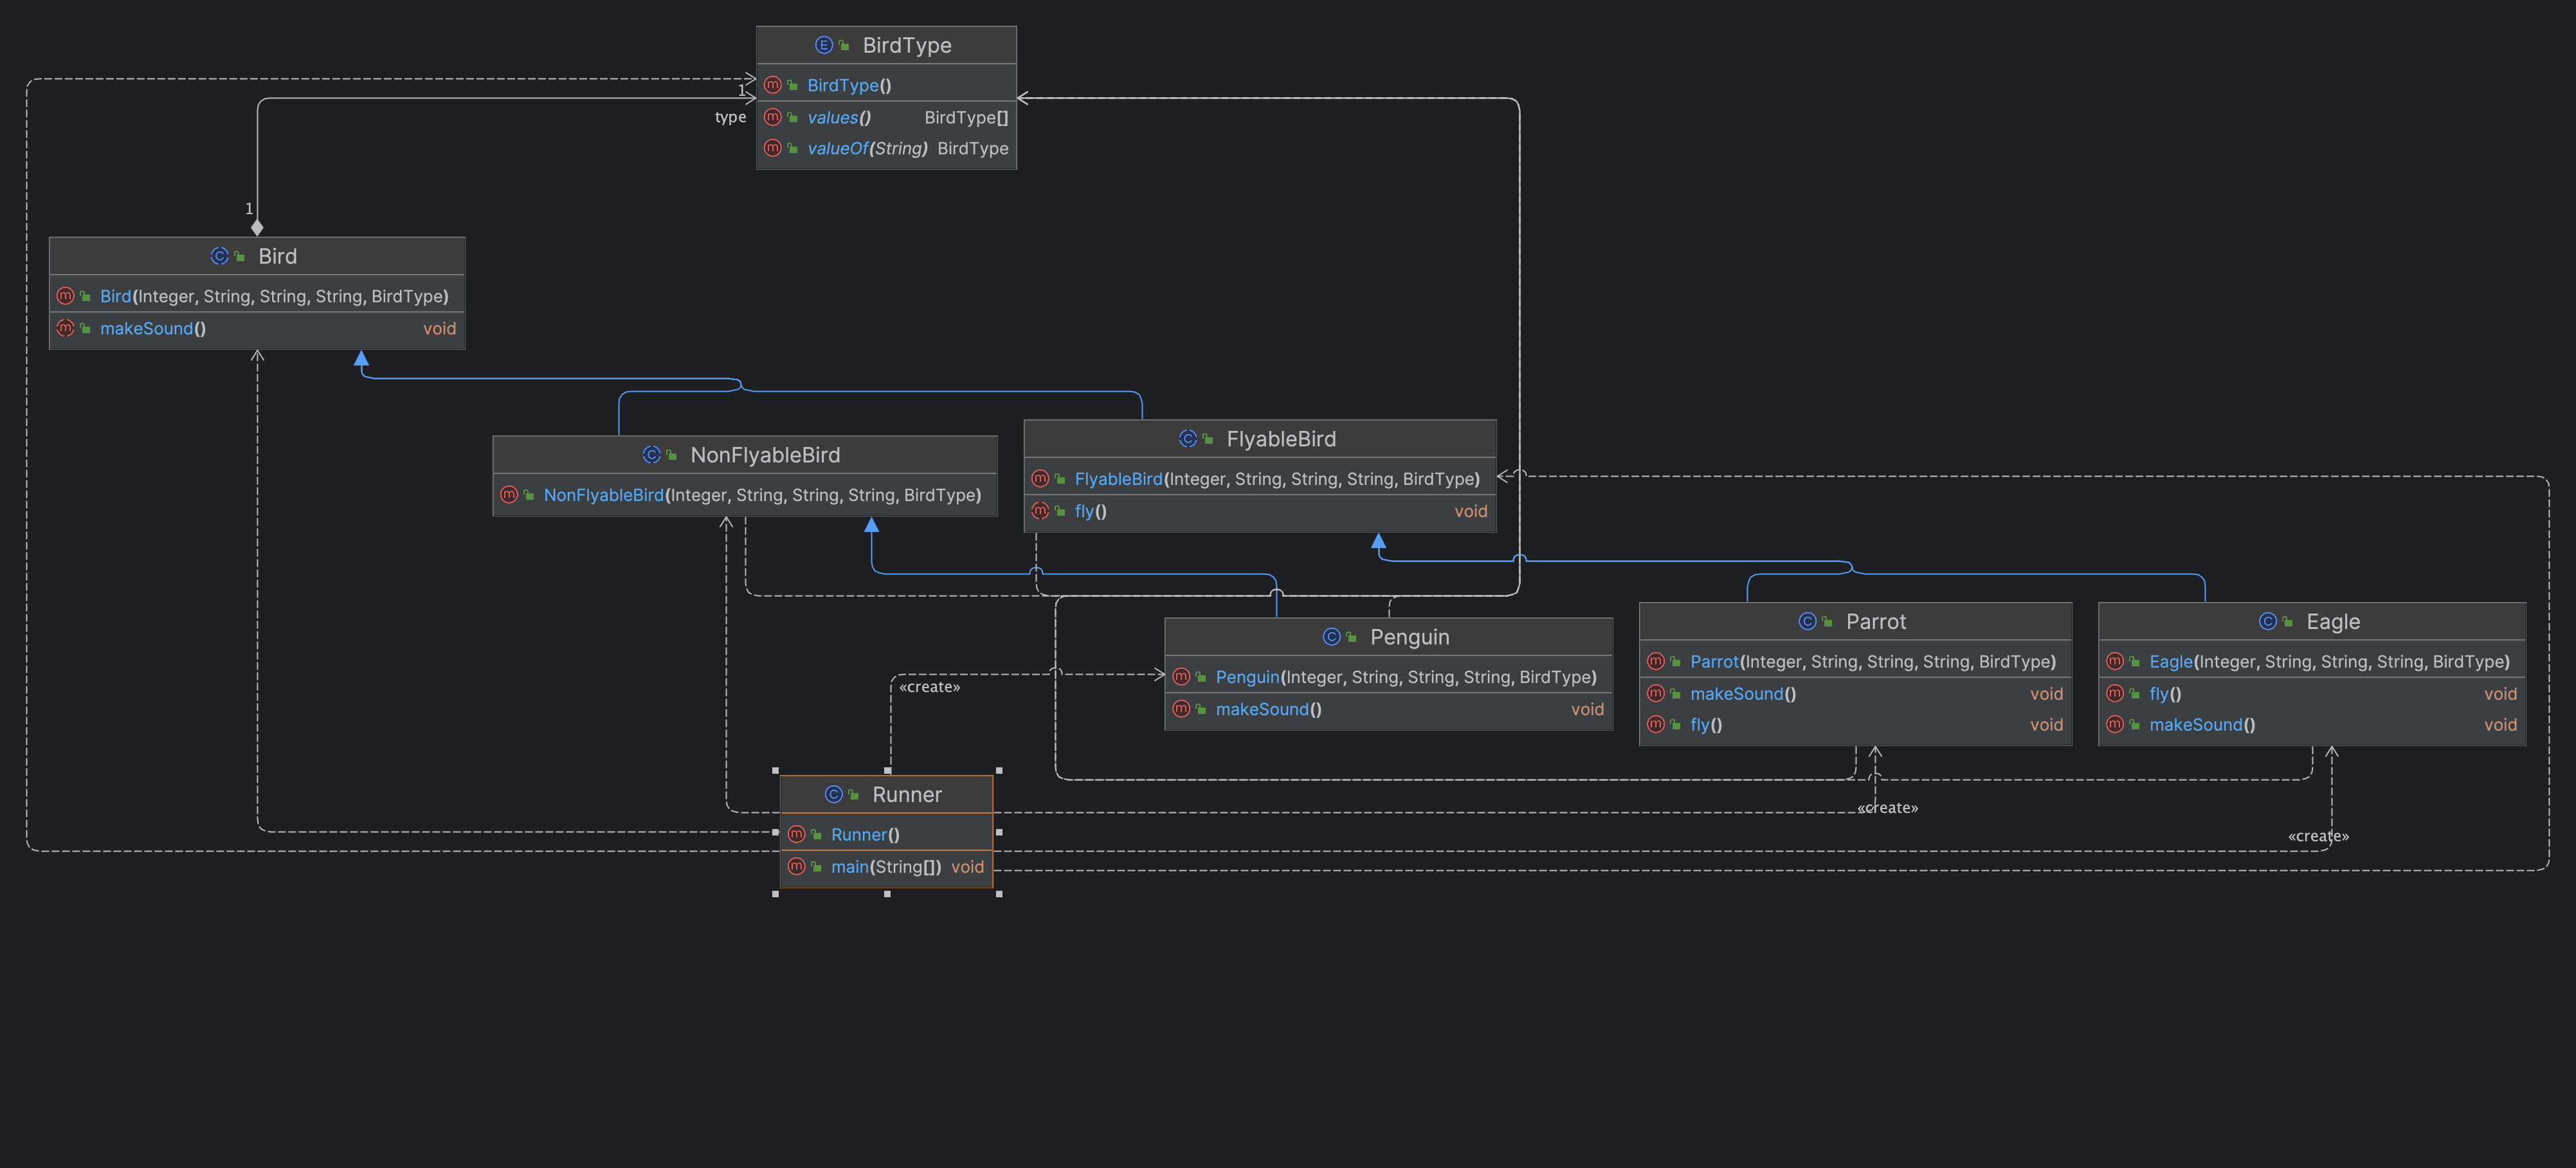 BirdType
BirdType()
values() BirdType[]
valueOf(String) BirdType
1
type
1
Bird
Bird(Integer, String, String, String, BirdType)
makeSound() void
NonFlyableBird
NonFlyableBird(Integer, String, String, String, BirdType)
FlyableBird
FlyableBird(Integer, String, String, String, BirdType)
fly() void
Penguin
Penguin(Integer, String, String, String, BirdType)
makeSound() void
Parrot
Parrot(Integer, String, String, String, BirdType)
makeSound() void
fly() void
Eagle
Eagle(Integer, String, String, String, BirdType)
fly() void
makeSound() void
«create»
Runner
Runner()
main(String[]) void
«create»
«create»